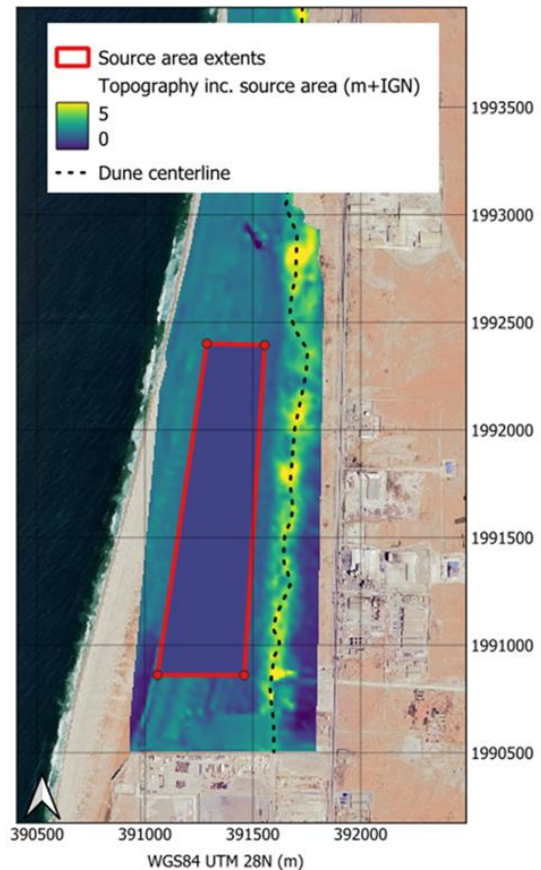 Source area extents
Topography inc. source area (m+IGN)
5
0
Dune centerline
1993500
1993000
1992500
1992000
1991500
1991000
1990500
390500 391000 391500 392000
WGS84 UTM 28N (m)